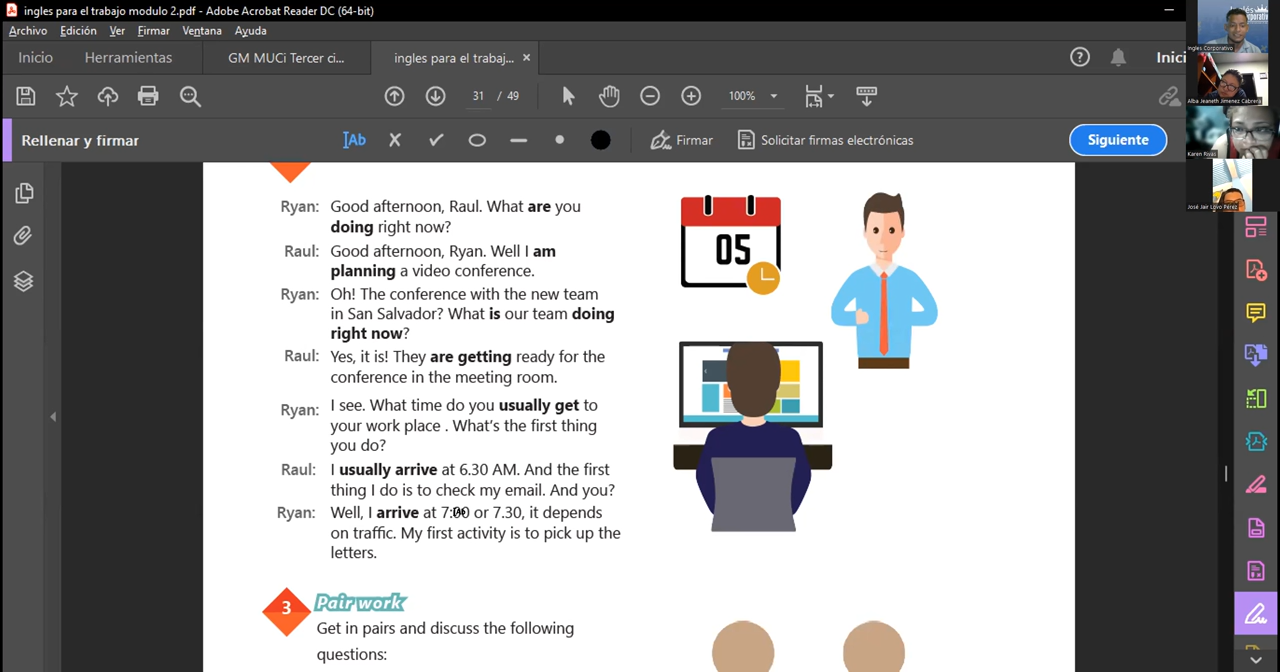 ingles para el trabajo modulo 2.pdf - Adobe Acrobat Reader DC (64-bit)
Archivo Edición Ver Firmar Ventana Ayuda
Inicio Herramientas GM MUCi Tercer ci... ingles para el trabaj... × Inici
31 / 49 100%
Rellenar y firmar Ab Firmar Solicitar firmas electrónicas Siguiente
Ingles Corporativo
Alba Jeaneth Jimenez Cabrera
Karen Rivas
José Jair Lovo Pérez
Ryan: Good afternoon, Raul. What are you
doing right now?
Raul: Good afternoon, Ryan. Well I am
planning a video conference.
Ryan: Oh! The conference with the new team
in San Salvador? What is our team doing
right now?
Raul: Yes, it is! They are getting ready for the
conference in the meeting room.
Ryan: I see. What time do you usually get to
your work place . What's the first thing
you do?
Raul: I usually arrive at 6.30 AM. And the first
thing I do is to check my email. And you?
Ryan: Well, I arrive at 7:00 or 7.30, it depends
on traffic. My first activity is to pick up the
letters.
05
3 Pair work
Get in pairs and discuss the following
questions: